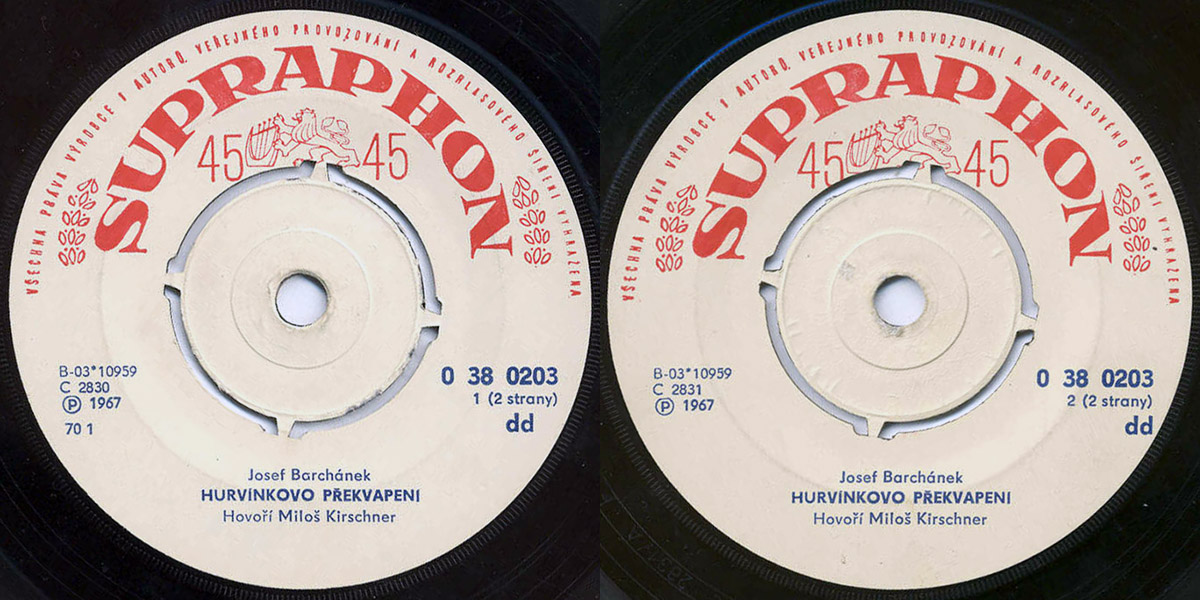 VŠECHNA PRÁVA VÝROBCE I AUTORŮ, VEŘEJNÉHO PROVOZOVÁNÍ A ROZHLASOVÉHO ŠÍŘENÍ VYHRAZENA
SUPRAPHON
45 45
B-03*10959
C 2830
Ⓟ 1967
70 1
0 38 0203
1 (2 strany)
dd
Josef Barchánek
HURVÍNKOVO PŘEKVAPENI
Hovoří Miloš Kirschner
VŠECHNA PRÁVA VÝROBCE I AUTORŮ, VEŘEJNÉHO PROVOZOVÁNÍ A ROZHLASOVÉHO ŠÍŘENÍ VYHRAZENA
SUPRAPHON
45 45
B-03*10959
C 2831
Ⓟ 1967
0 38 0203
2 (2 strany)
dd
Josef Barchánek
HURVÍNKOVO PŘEKVAPENI
Hovoří Miloš Kirschner